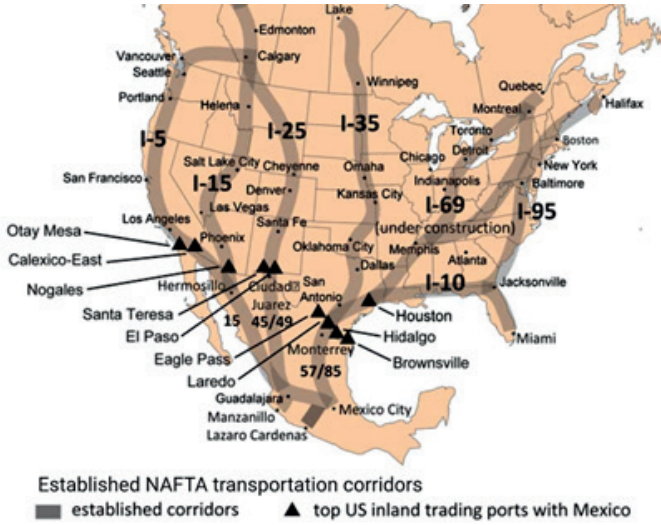 Lake
Edmonton
Vancouver
Calgary
Seattle
Winnipeg
Portland
Helena
Quebec
Montreal
Halifax
I-5
I-25
I-35
Toronto
Boston
Detroit
Chicago
Salt Lake City
Cheyenne
Omaha
New York
San Francisco
I-15
Denver
Kansas City
Indianapolis
Baltimore
Las Vegas
I-69
I-95
Los Angeles
Santa Fe
(under construction)
Otay Mesa
Phoenix
Oklahoma City
Memphis
Atlanta
Calexico-East
Dallas
I-10
Jacksonville
Nogales
Hermosillo
Ciudad
Juarez
San
Antonio
Santa Teresa
15
45/49
Houston
El Paso
Hidalgo
Miami
Eagle Pass
Monterrey
Brownsville
Laredo
57/85
Guadalajara
Manzanillo
Mexico City
Lazaro Cardenas
Established NAFTA transportation corridors
established corridors
top US inland trading ports with Mexico